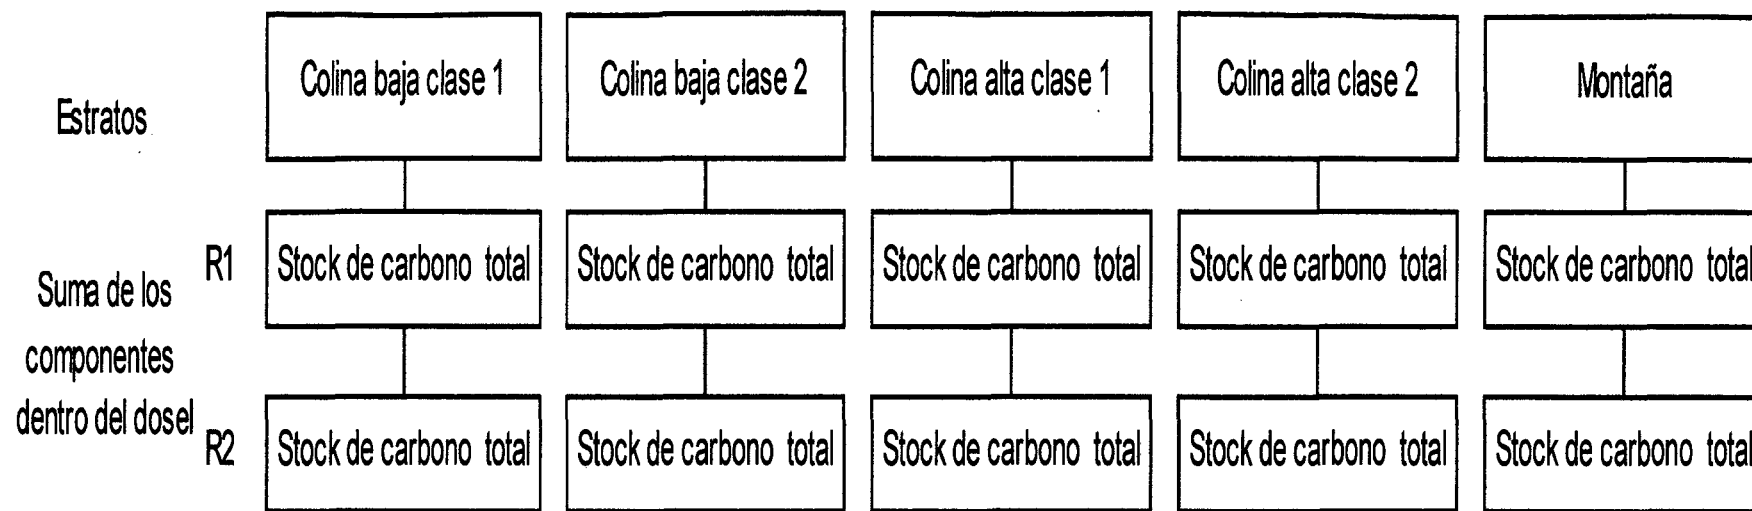 Estratos
Colina baja clase 1
Colina baja clase 2
Colina alta clase 1
Colina alta clase 2
Montaña
Suma de los
componentes
dentro del dosel
R1
Stock de carbono total
Stock de carbono total
Stock de carbono total
Stock de carbono total
Stock de carbono total
R2
Stock de carbono total
Stock de carbono total
Stock de carbono total
Stock de carbono total
Stock de carbono total